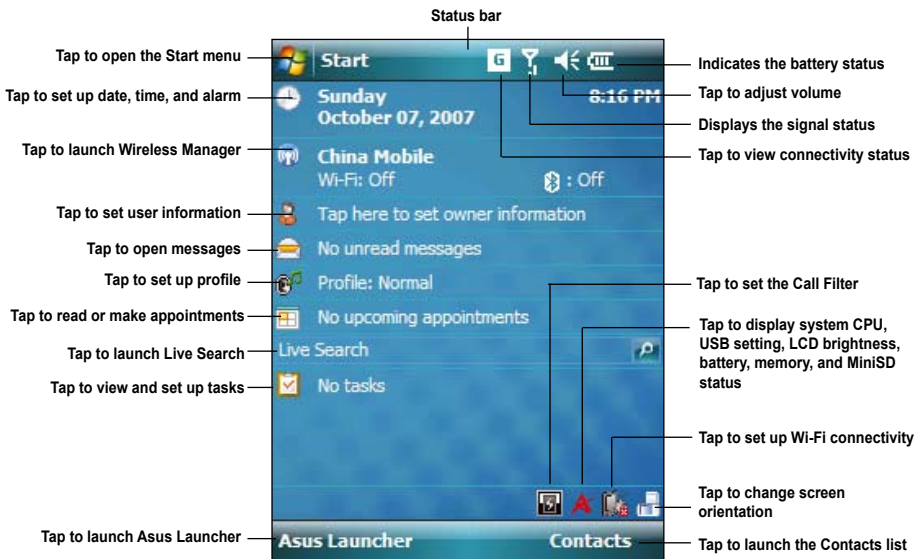 Status bar
Tap to open the Start menu
Tap to set up date, time, and alarm
Tap to launch Wireless Manager
Tap to set user information
Tap to open messages
Tap to set up profile
Tap to read or make appointments
Tap to launch Live Search
Tap to view and set up tasks
Tap to launch Asus Launcher
Start
G
Sunday
8:16 PM
October 07, 2007
China Mobile
Wi-Fi: Off
: Off
Tap here to set owner information
No unread messages
Profile: Normal
No upcoming appointments
Live Search
No tasks
Asus Launcher
Contacts
Indicates the battery status
Tap to adjust volume
Displays the signal status
Tap to view connectivity status
Tap to set the Call Filter
Tap to display system CPU,
USB setting, LCD brightness,
battery, memory, and MiniSD
status
Tap to set up Wi-Fi connectivity
Tap to change screen
orientation
Tap to launch the Contacts list